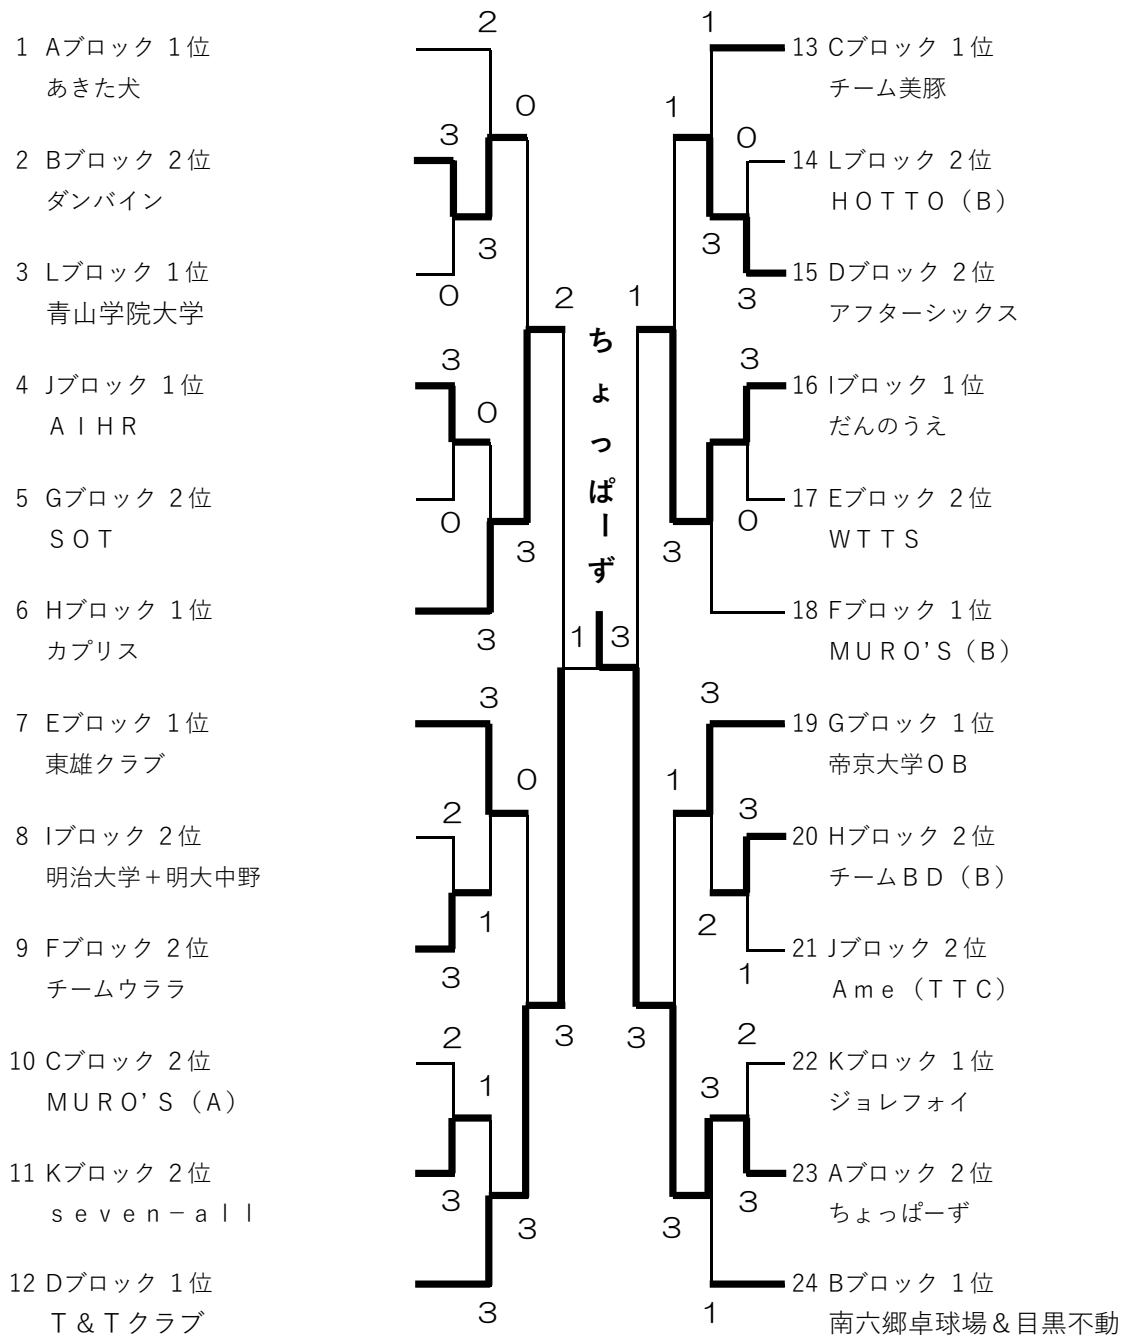 1 Aブロック 1位
あきた犬
2 Bブロック 2位
ダンバイン
3 Lブロック 1位
青山学院大学
4 Jブロック 1位
ＡＩＨＲ
5 Gブロック 2位
ＳＯＴ
6 Hブロック 1位
カプリス
7 Eブロック 1位
東雄クラブ
8 Iブロック 2位
明治大学＋明大中野
9 Fブロック 2位
チームウララ
10 Cブロック 2位
ＭＵＲＯ’Ｓ（Ａ）
11 Kブロック 2位
ｓｅｖｅｎ－ａｌｌ
12 Dブロック 1位
Ｔ＆Ｔクラブ
2
0
3
3
0
2
3
0
0
3
3
3
0
2
1
3
3
2
1
3
3
3
ちょっぱーず
1 3
1
1
0
3
3
1
3
0
3
3
1
3
2
1
3
2
3
3
3
1
13 Cブロック 1位
チーム美豚
14 Lブロック 2位
ＨＯＴＴＯ（Ｂ）
15 Dブロック 2位
アフターシックス
16 Iブロック 1位
だんのうえ
17 Eブロック 2位
ＷＴＴＳ
18 Fブロック 1位
ＭＵＲＯ’Ｓ（Ｂ）
19 Gブロック 1位
帝京大学ＯＢ
20 Hブロック 2位
チームＢＤ（Ｂ）
21 Jブロック 2位
Ａｍｅ（ＴＴＣ）
22 Kブロック 1位
ジョレフォイ
23 Aブロック 2位
ちょっぱーず
24 Bブロック 1位
南六郷卓球場＆目黒不動